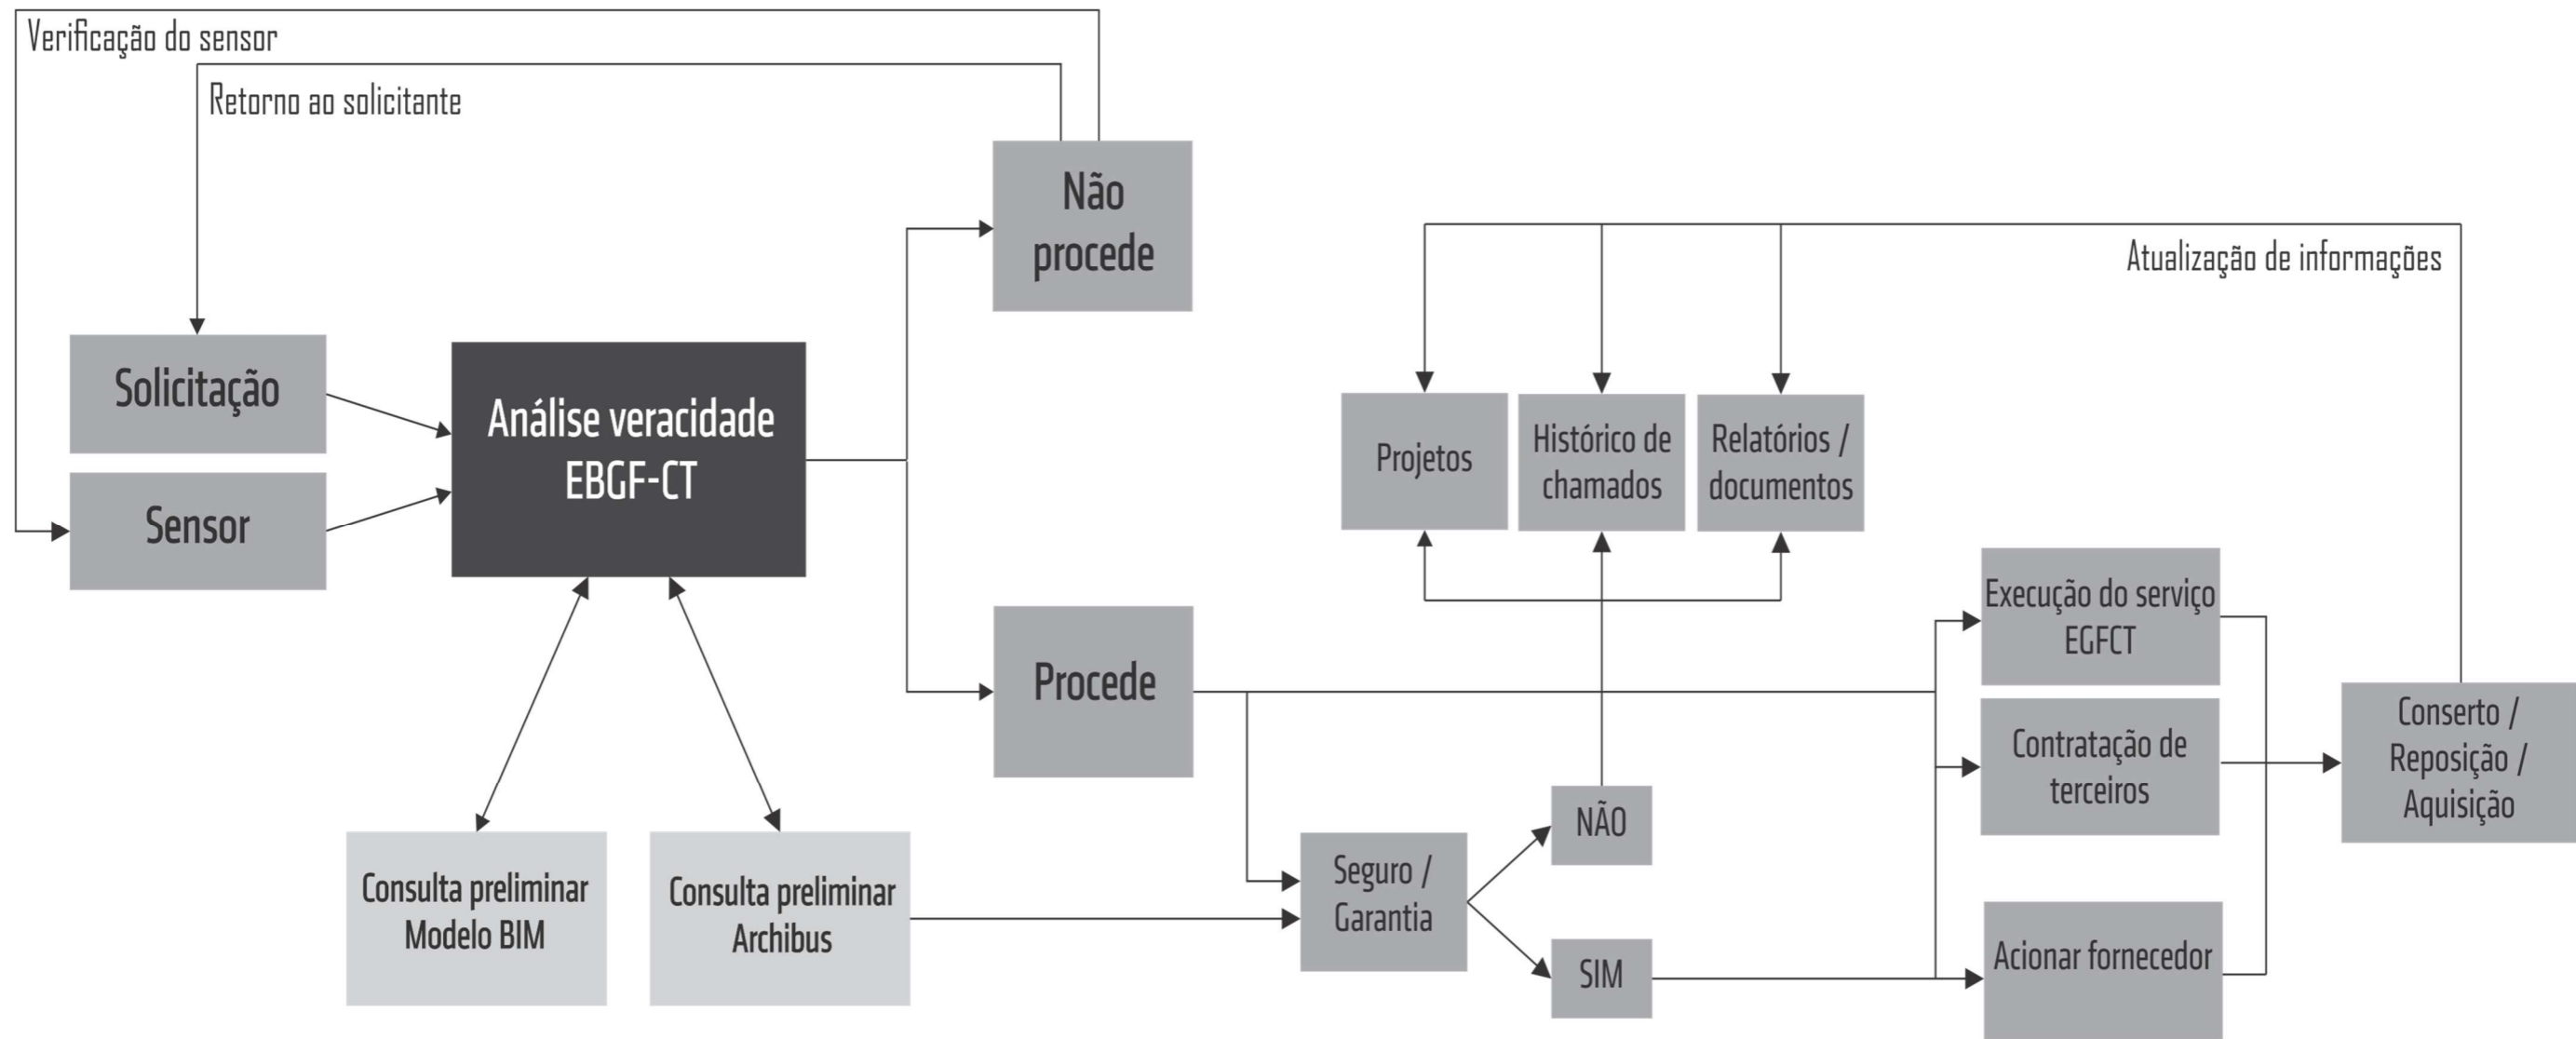 Verificação do sensor
Retorno ao solicitante
Não
procede
Atualização de informações
Solicitação
Sensor
Análise veracidade
EBGF-CT
Projetos
Histórico de
chamados
Relatórios /
documentos
Procede
Execução do serviço
EGFCT
Contratação de
terceiros
Conserto /
Reposição /
Aquisição
Consulta preliminar
Modelo BIM
Consulta preliminar
Archibus
Seguro /
Garantia
NÃO
SIM
Acionar fornecedor